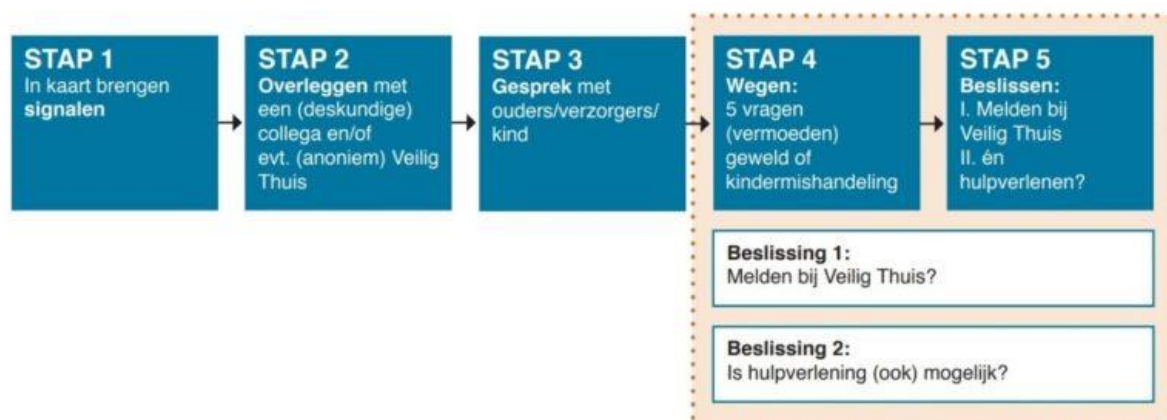 STAP 1
In kaart brengen
signalen
STAP 2
Overleggen met
een (deskundige)
collega en/of
evt. (anoniem) Veilig
Thuis
STAP 3
Gesprek met
ouders/verzorgers/
kind
STAP 4
Wegen:
5 vragen
(vermoeden)
geweld of
kindermishandeling
STAP 5
Beslissen:
I. Melden bij
Veilig Thuis
II. én
hulpverlenen?
Beslissing 1:
Melden bij Veilig Thuis?
Beslissing 2:
Is hulpverlening (ook) mogelijk?